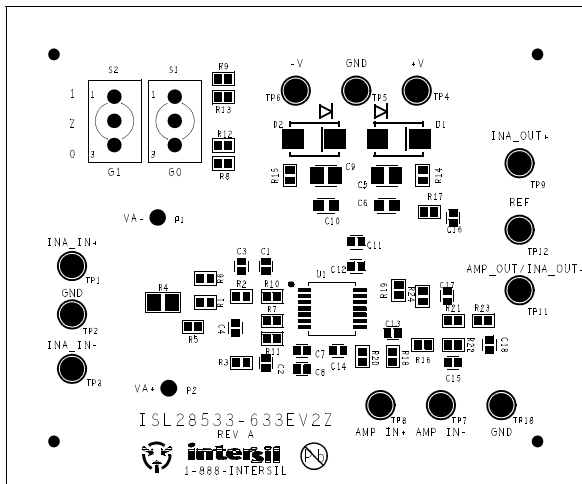 S2 S1 R9 -V GND +V
1 1 1 R13 TP6 TP5 TP4
Z D2 D1
R12 INA_OUT+
0 3 3 C9
G1 G0 R8 R15 C5 R14 TP9
C10 C6 R17 REF
VA- P1 C16
INA_IN+ C11 TP12
C3 C1 C12 AMP_OUT/INA_OUT-
TP1 R6 U1 R19
GND R4 R1 R2 R10 R24 C17 TP11
R7 R21 R23
TP2 R5 C4 C13
INA_IN- R11 R22 C18
R3 C2 C7 C14 R20 R18 R16
TP3 C8 C15
VA+ P2
TP8 TP7 TP18
ISL28533-633EV2Z AMP IN+ AMP IN- GND
REV A
intersil Pb
1-888-INTERSIL